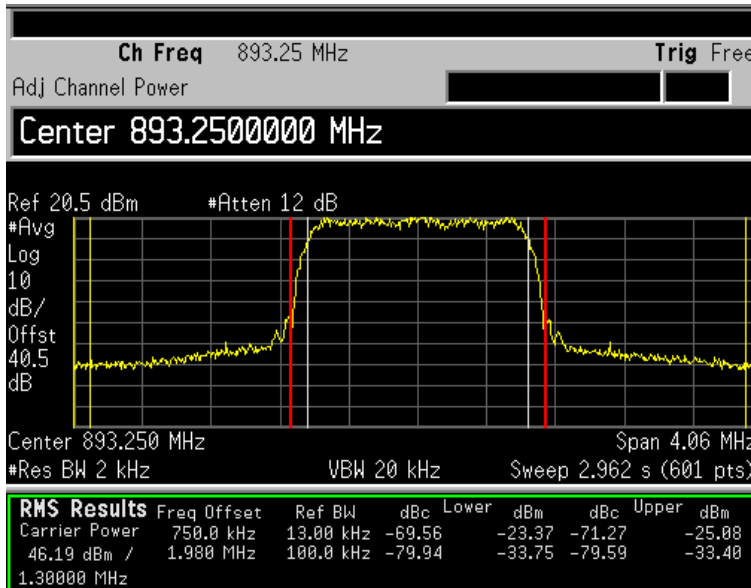 Ch Freq 893.25 MHz Trig Free
Adj Channel Power
Center 893.2500000 MHz
Ref 20.5 dBm #Atten 12 dB
#Avg
Log
10
dB/
Offst
40.5
dB
Center 893.250 MHz Span 4.06 MHz
#Res BW 2 kHz VBW 20 kHz Sweep 2.962 s (601 pts)
RMS Results Freq Offset Ref BW dBc Lower dBm dBc Upper dBm
Carrier Power 750.0 kHz 13.00 kHz -69.56 -23.37 -71.27 -25.08
46.19 dBm / 1.980 MHz 100.0 kHz -79.94 -33.75 -79.59 -33.40
1.30000 MHz